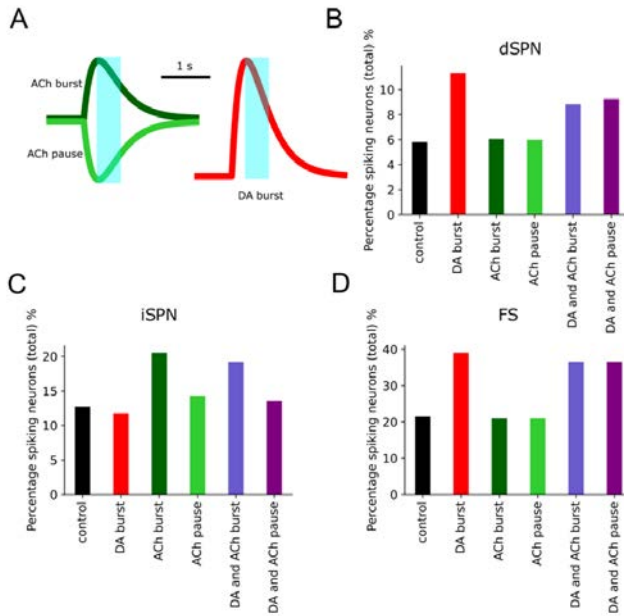 A
ACh burst
ACh pause
1 s
DA burst
B
dSPN
Percentage spiking neurons (total) %
10
8
6
4
2
0
control
DA burst
ACh burst
ACh pause
DA and ACh burst
DA and ACh pause
C
iSPN
Percentage spiking neurons (total) %
20
15
10
5
0
control
DA burst
ACh burst
ACh pause
DA and ACh burst
DA and ACh pause
D
FS
Percentage spiking neurons (total) %
40
30
20
10
0
control
DA burst
ACh burst
ACh pause
DA and ACh burst
DA and ACh pause